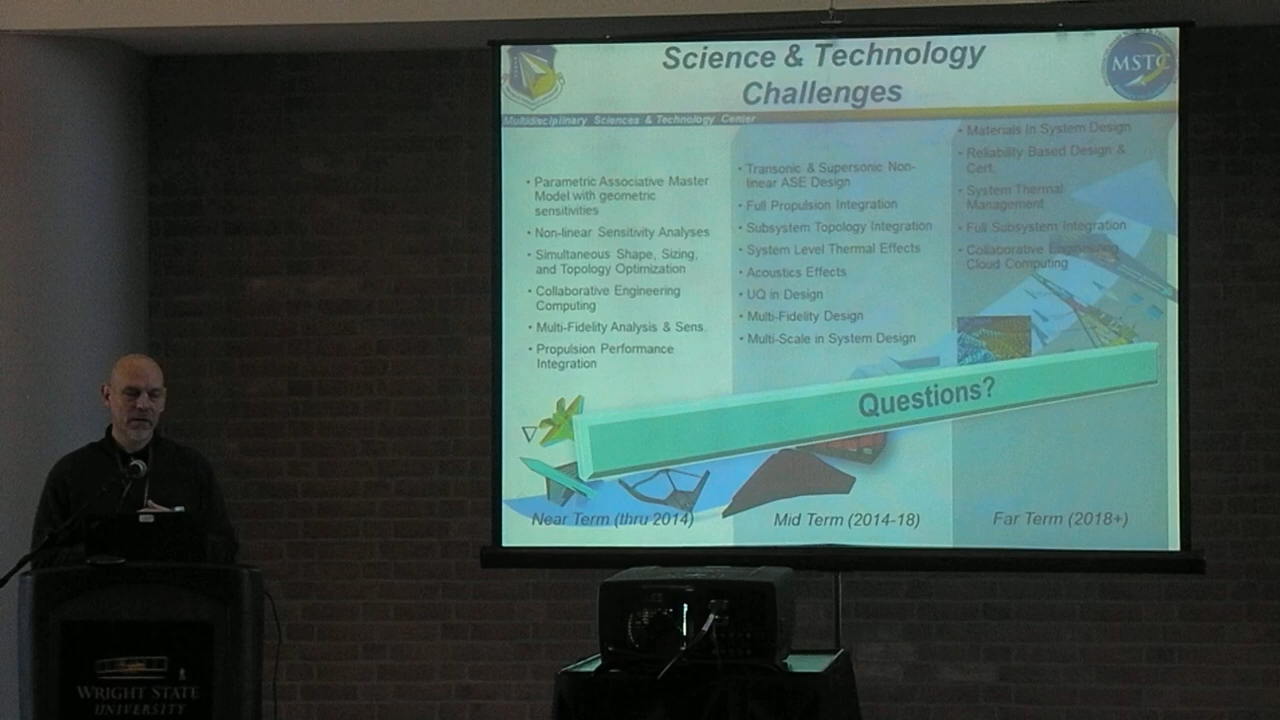 Science & Technology
Challenges
MSTC
Multidisciplinary Sciences & Technology Center
• Parametric Associative Master
Model with geometric
sensitivities
• Non-linear Sensitivity Analyses
• Simultaneous Shape, Sizing,
and Topology Optimization
• Collaborative Engineering
Computing
• Multi-Fidelity Analysis & Sens.
• Propulsion Performance
Integration
• Transonic & Supersonic Non-
linear ASE Design
• Full Propulsion Integration
• Subsystem Topology Integration
• System Level Thermal Effects
• Acoustics Effects
• UQ in Design
• Multi-Fidelity Design
• Multi-Scale in System Design
• Materials In System Design
• Reliability Based Design &
Cert.
• System Thermal
Management
• Full Subsystem Integration
• Collaborative Engineering
Cloud Computing
Questions?
Near Term (thru 2014)
Mid Term (2014-18)
Far Term (2018+)
WRIGHT STATE
UNIVERSITY